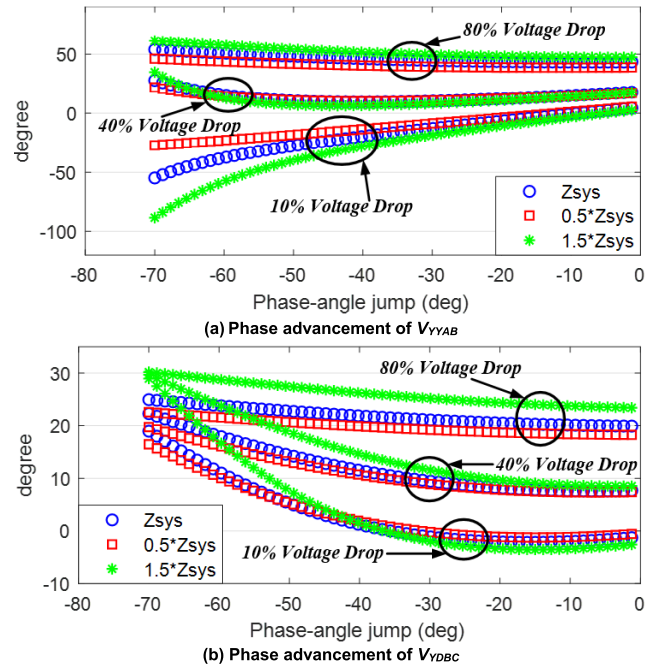 80% Voltage Drop
50
0
-50
-100
degree
40% Voltage Drop
10% Voltage Drop
Zsys
0.5*Zsys
1.5*Zsys
-80 -70 -60 -50 -40 -30 -20 -10 0
Phase-angle jump (deg)
(a) Phase advancement of VYYAB
30
20
10
0
-10
degree
80% Voltage Drop
40% Voltage Drop
10% Voltage Drop
Zsys
0.5*Zsys
1.5*Zsys
-80 -70 -60 -50 -40 -30 -20 -10 0
Phase-angle jump (deg)
(b) Phase advancement of VYDBC